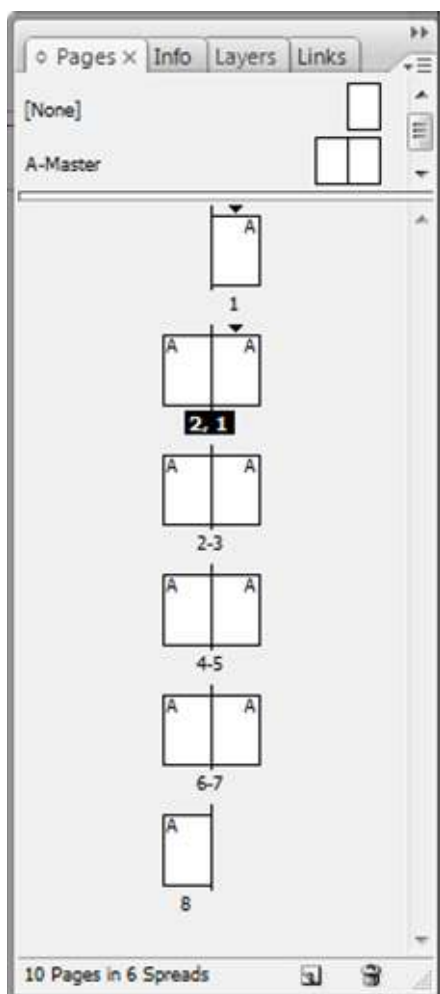 Pages × Info Layers Links
[None]
A-Master
A
1
A A
2, 1
A A
2-3
A A
4-5
A A
6-7
A
8
10 Pages in 6 Spreads